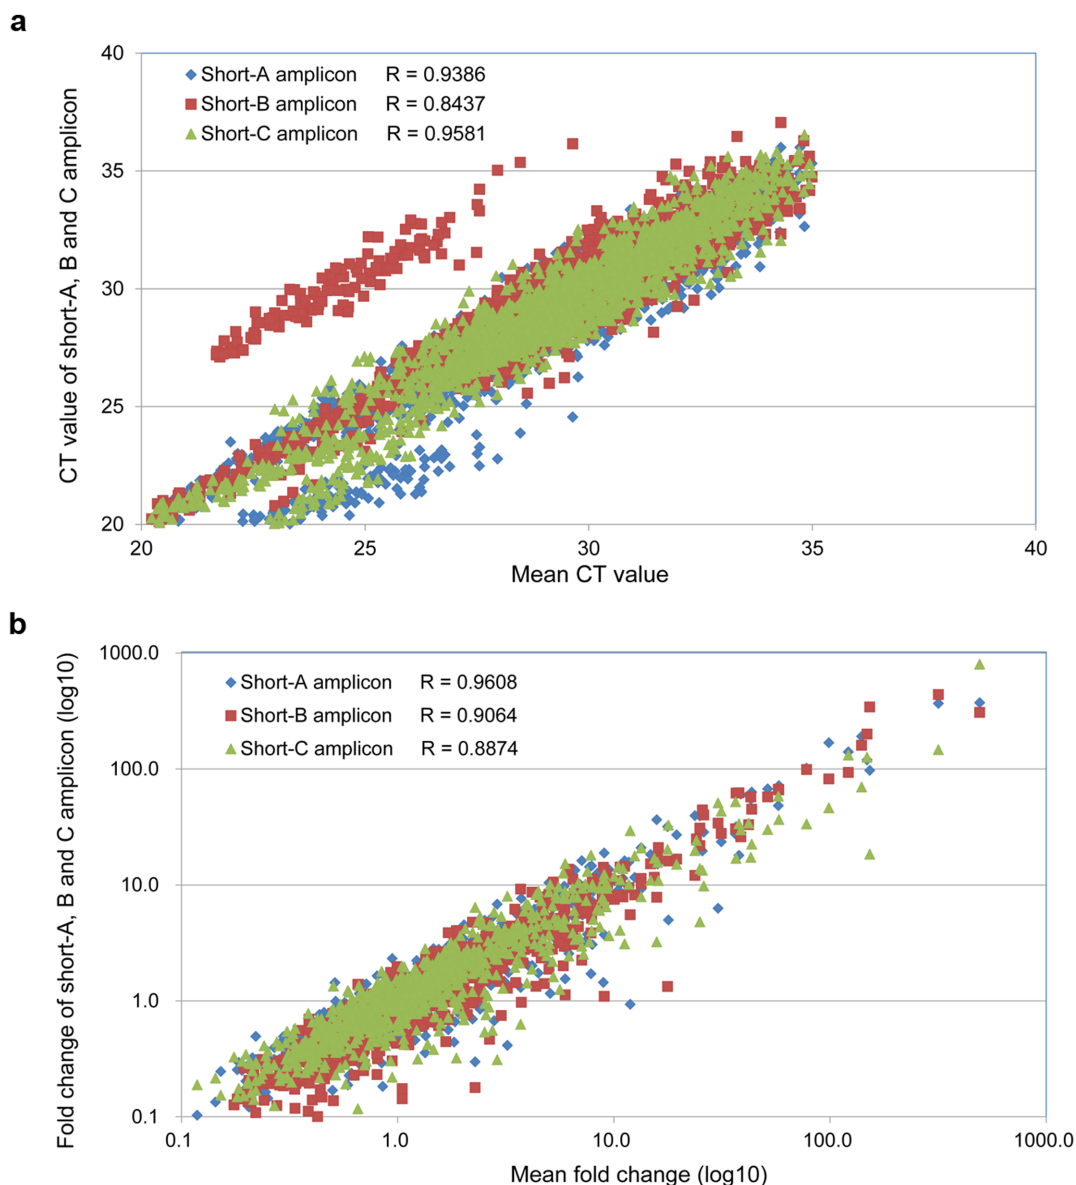 a
CT value of short-A, B and C amplicon
40
35
30
25
20
Short-A amplicon R = 0.9386
Short-B amplicon R = 0.8437
Short-C amplicon R = 0.9581
20 25 30 35 40
Mean CT value
b
Fold change of short-A, B and C amplicon (log10)
1000.0
100.0
10.0
1.0
0.1
Short-A amplicon R = 0.9608
Short-B amplicon R = 0.9064
Short-C amplicon R = 0.8874
0.1 1.0 10.0 100.0 1000.0
Mean fold change (log10)